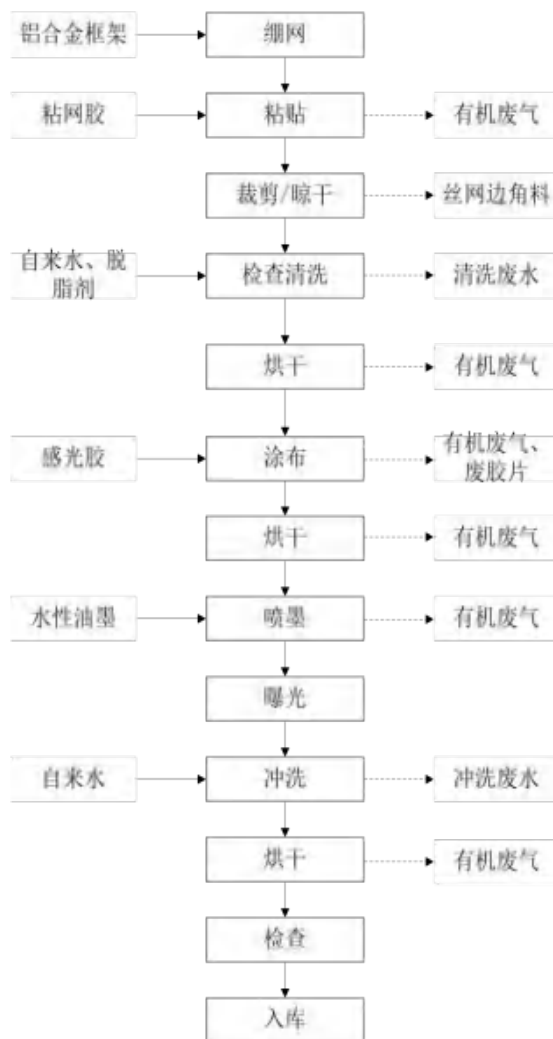 铝合金框架
绷网
粘网胶
粘贴
有机废气
裁剪/晾干
丝网边角料
自来水、脱
脂剂
检查清洗
清洗废水
烘干
有机废气
感光胶
涂布
有机废气、
废胶片
烘干
有机废气
水性油墨
喷墨
有机废气
曝光
自来水
冲洗
冲洗废水
烘干
有机废气
检查
入库